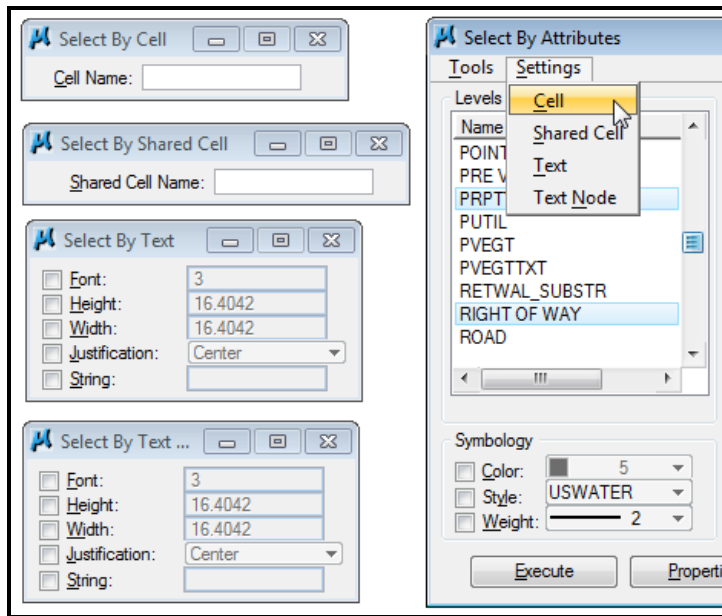 Select By Cell
Cell Name:
Select By Shared Cell
Shared Cell Name:
Select By Text
Font: 3
Height: 16.4042
Width: 16.4042
Justification: Center
String:
Select By Text ...
Font: 3
Height: 16.4042
Width: 16.4042
Justification: Center
String:
Select By Attributes
Tools Settings
Cell
Shared Cell
Text
Text Node
Levels
Name
POINT
PRE V
PRPT
PUTIL
PVEGT
PVEGTTXT
RETWAL_SUBSTR
RIGHT OF WAY
ROAD
Symbology
Color: 5
Style: USWATER
Weight: 2
Execute Properti